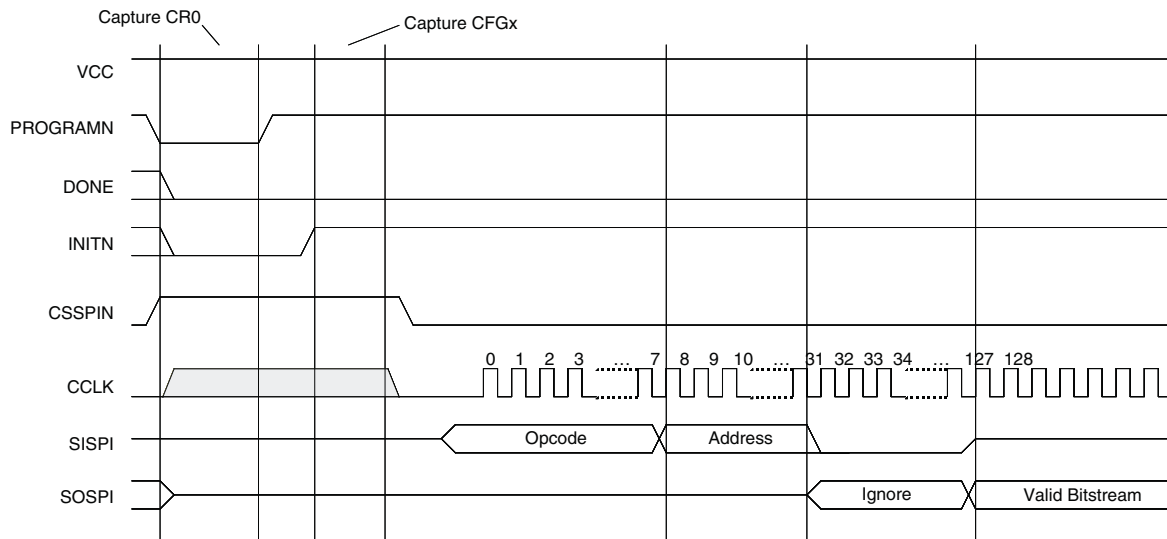 Capture CR0
Capture CFGx
VCC
PROGRAMN
DONE
INITN
CSSPIN
0 1 2 3 ... 7 8 9 10 ... 31 32 33 34 ... 127 128
CCLK
SISPI Opcode Address
SOSPI Ignore Valid Bitstream